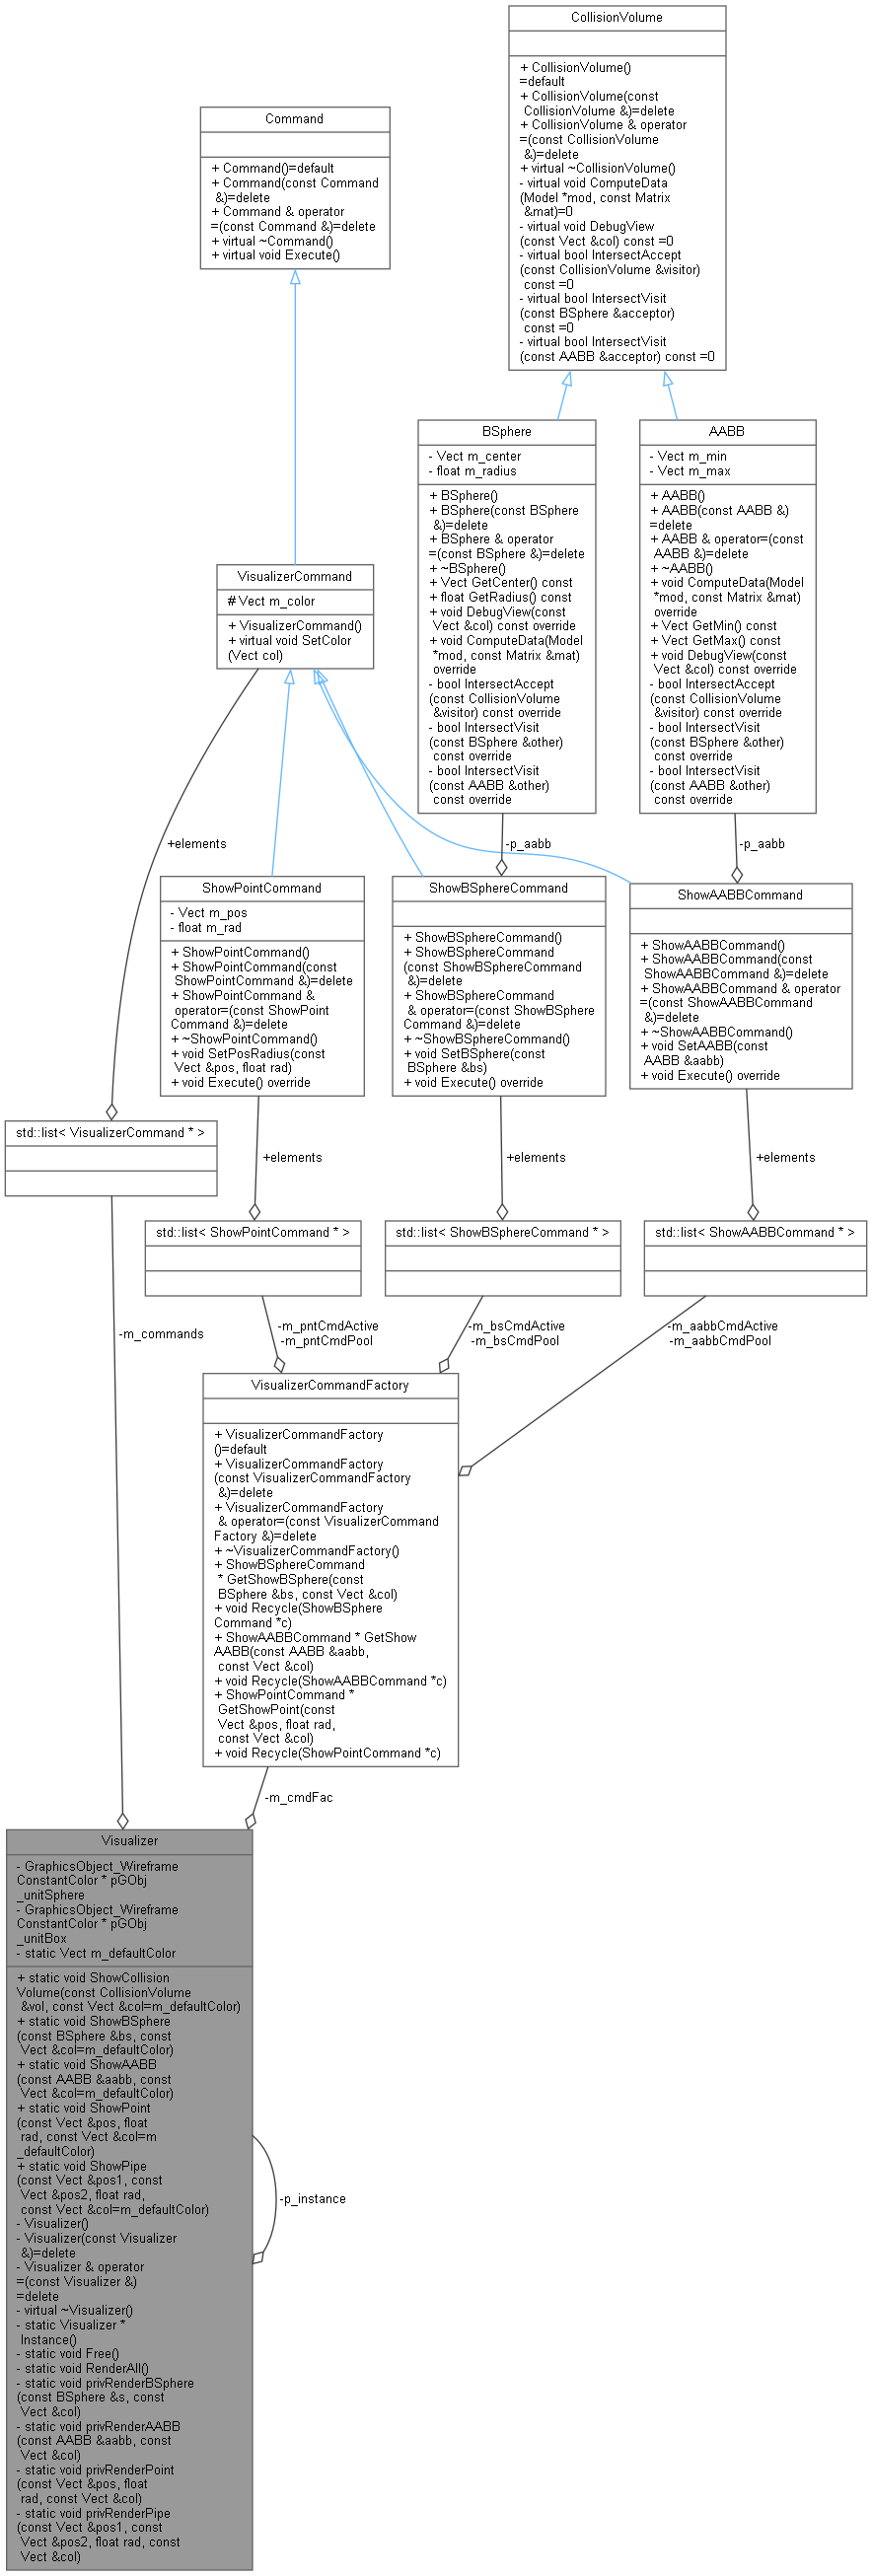 CollisionVolume
+ CollisionVolume()
=default
+ CollisionVolume(const
CollisionVolume &)=delete
+ CollisionVolume & operator
=(const CollisionVolume
&)=delete
+ virtual ~CollisionVolume()
- virtual void ComputeData
(Model *mod, const Matrix
&mat)=0
- virtual void DebugView
(const Vect &col) const =0
- virtual bool IntersectAccept
(const CollisionVolume &visitor)
const =0
- virtual bool IntersectVisit
(const BSphere &acceptor)
const =0
- virtual bool IntersectVisit
(const AABB &acceptor) const =0
Command
+ Command()=default
+ Command(const Command
&)=delete
+ Command & operator
=(const Command &)=delete
+ virtual ~Command()
+ virtual void Execute()
BSphere
- Vect m_center
- float m_radius
+ BSphere()
+ BSphere(const BSphere
&)=delete
+ BSphere & operator
=(const BSphere &)=delete
+ ~BSphere()
+ Vect GetCenter() const
+ float GetRadius() const
+ void DebugView(const
Vect &col) const override
+ void ComputeData(Model
*mod, const Matrix &mat)
override
- bool IntersectAccept
(const CollisionVolume
&visitor) const override
- bool IntersectVisit
(const BSphere &other)
const override
- bool IntersectVisit
(const AABB &other)
const override
AABB
- Vect m_min
- Vect m_max
+ AABB()
+ AABB(const AABB &)
=delete
+ AABB & operator=(const
AABB &)=delete
+ ~AABB()
+ void ComputeData(Model
*mod, const Matrix &mat)
override
+ Vect GetMin() const
+ Vect GetMax() const
+ void DebugView(const
Vect &col) const override
- bool IntersectAccept
(const CollisionVolume
&visitor) const override
- bool IntersectVisit
(const BSphere &other)
const override
- bool IntersectVisit
(const AABB &other)
const override
VisualizerCommand
# Vect m_color
+ VisualizerCommand()
+ virtual void SetColor
(Vect col)
+elements
-p_aabb
-p_aabb
ShowPointCommand
- Vect m_pos
- float m_rad
+ ShowPointCommand()
+ ShowPointCommand(const
ShowPointCommand &)=delete
+ ShowPointCommand &
operator=(const ShowPoint
Command &)=delete
+ ~ShowPointCommand()
+ void SetPosRadius(const
Vect &pos, float rad)
+ void Execute() override
ShowBSphereCommand
+ ShowBSphereCommand()
+ ShowBSphereCommand
(const ShowBSphereCommand
&)=delete
+ ShowBSphereCommand
& operator=(const ShowBSphere
Command &)=delete
+ ~ShowBSphereCommand()
+ void SetBSphere(const
BSphere &bs)
+ void Execute() override
ShowAABBCommand
+ ShowAABBCommand()
+ ShowAABBCommand(const
ShowAABBCommand &)=delete
+ ShowAABBCommand & operator
=(const ShowAABBCommand
&)=delete
+ ~ShowAABBCommand()
+ void SetAABB(const
AABB &aabb)
+ void Execute() override
std::list< VisualizerCommand * >
+elements
+elements
+elements
std::list< ShowPointCommand * >
std::list< ShowBSphereCommand * >
std::list< ShowAABBCommand * >
-m_commands
-m_pntCmdActive
-m_pntCmdPool
-m_bsCmdActive
-m_bsCmdPool
-m_aabbCmdActive
-m_aabbCmdPool
VisualizerCommandFactory
+ VisualizerCommandFactory
()=default
+ VisualizerCommandFactory
(const VisualizerCommandFactory
&)=delete
+ VisualizerCommandFactory
& operator=(const VisualizerCommand
Factory &)=delete
+ ~VisualizerCommandFactory()
+ ShowBSphereCommand
* GetShowBSphere(const
BSphere &bs, const Vect &col)
+ void Recycle(ShowBSphere
Command *c)
+ ShowAABBCommand * GetShow
AABB(const AABB &aabb,
const Vect &col)
+ void Recycle(ShowAABBCommand *c)
+ ShowPointCommand *
GetShowPoint(const
Vect &pos, float rad,
const Vect &col)
+ void Recycle(ShowPointCommand *c)
-m_cmdFac
Visualizer
- GraphicsObject_Wireframe
ConstantColor * pGObj
_unitSphere
- GraphicsObject_Wireframe
ConstantColor * pGObj
_unitBox
- static Vect m_defaultColor
+ static void ShowCollision
Volume(const CollisionVolume
&vol, const Vect &col=m_defaultColor)
+ static void ShowBSphere
(const BSphere &bs, const
Vect &col=m_defaultColor)
+ static void ShowAABB
(const AABB &aabb, const
Vect &col=m_defaultColor)
+ static void ShowPoint
(const Vect &pos, float
rad, const Vect &col=m
_defaultColor)
+ static void ShowPipe
(const Vect &pos1, const
Vect &pos2, float rad,
const Vect &col=m_defaultColor)
- Visualizer()
- Visualizer(const Visualizer
&)=delete
- Visualizer & operator
=(const Visualizer &)
=delete
- virtual ~Visualizer()
- static Visualizer *
Instance()
- static void Free()
- static void RenderAll()
- static void privRenderBSphere
(const BSphere &s, const
Vect &col)
- static void privRenderAABB
(const AABB &aabb, const
Vect &col)
- static void privRenderPoint
(const Vect &pos, float
rad, const Vect &col)
- static void privRenderPipe
(const Vect &pos1, const
Vect &pos2, float rad, const
Vect &col)
-p_instance